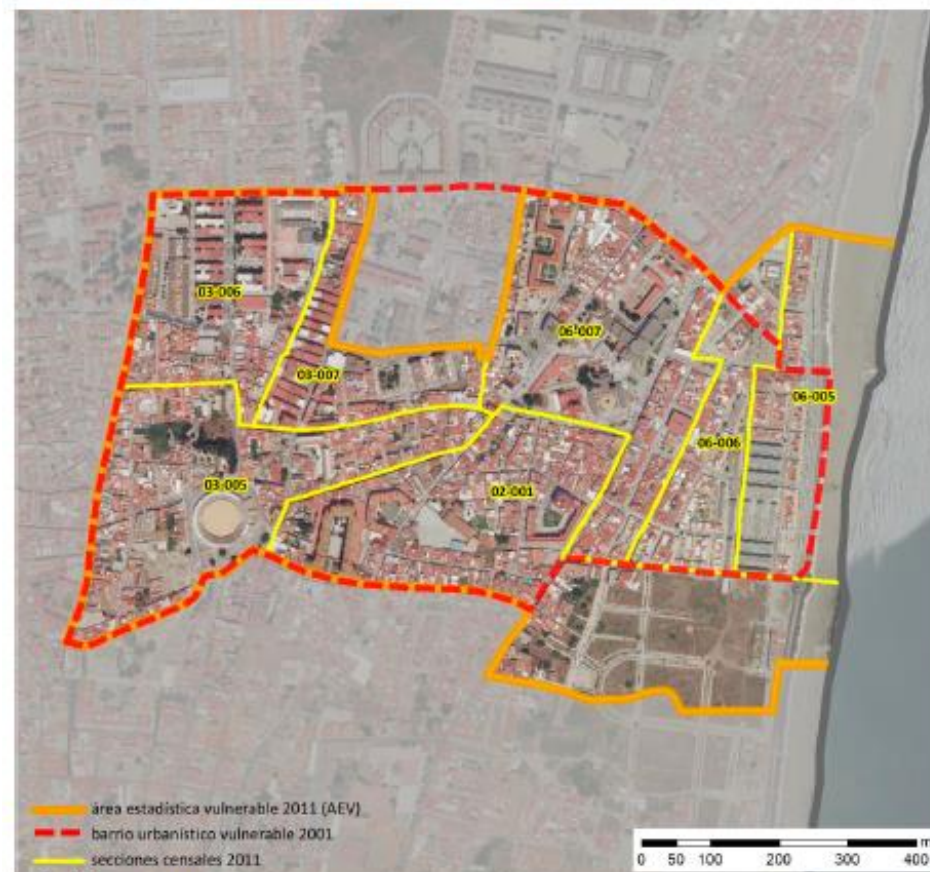 03-006
06-007
03-007
06-005
06-006
03-005
02-001
área estadística vulnerable 2011 (AEV)
barrio urbanístico vulnerable 2001
secciones censales 2011
m
0 50 100 200 300 400